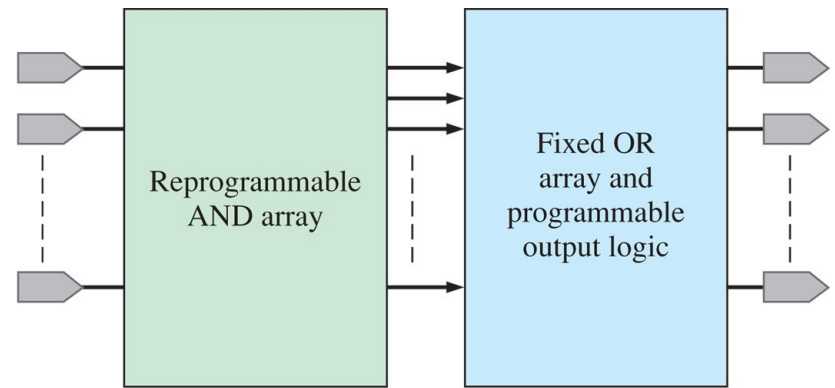 Reprogrammable
AND array
Fixed OR
array and
programmable
output logic